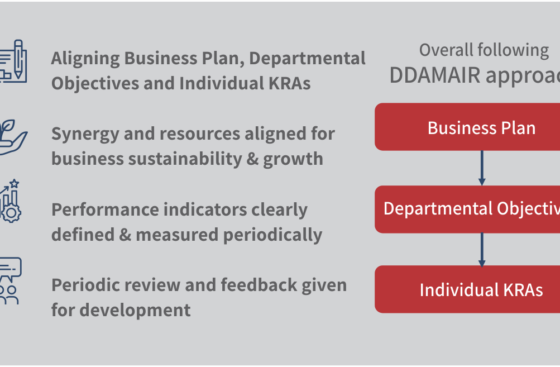 Aligning Business Plan, Departmental
Objectives and Individual KRAs
Synergy and resources aligned for
business sustainability & growth
Performance indicators clearly
defined & measured periodically
Periodic review and feedback given
for development
Overall following
DDAMAIR approac
Business Plan
Departmental Objectiv
Individual KRAs